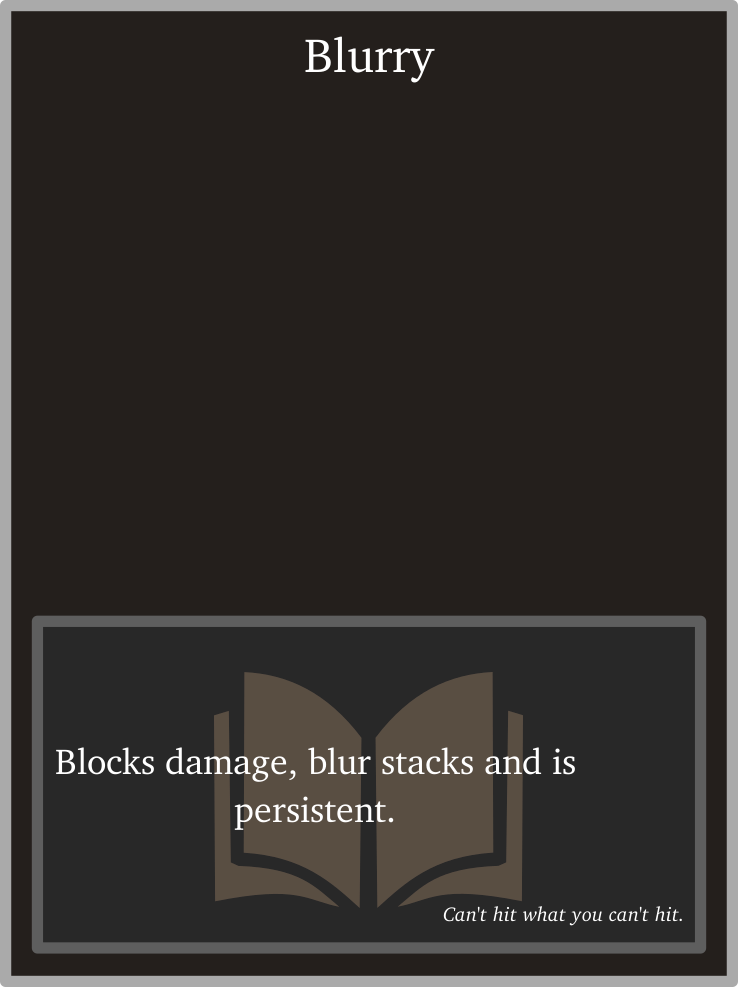 Blurry
Blocks damage, blur stacks and is
persistent.
Can't hit what you can't hit.